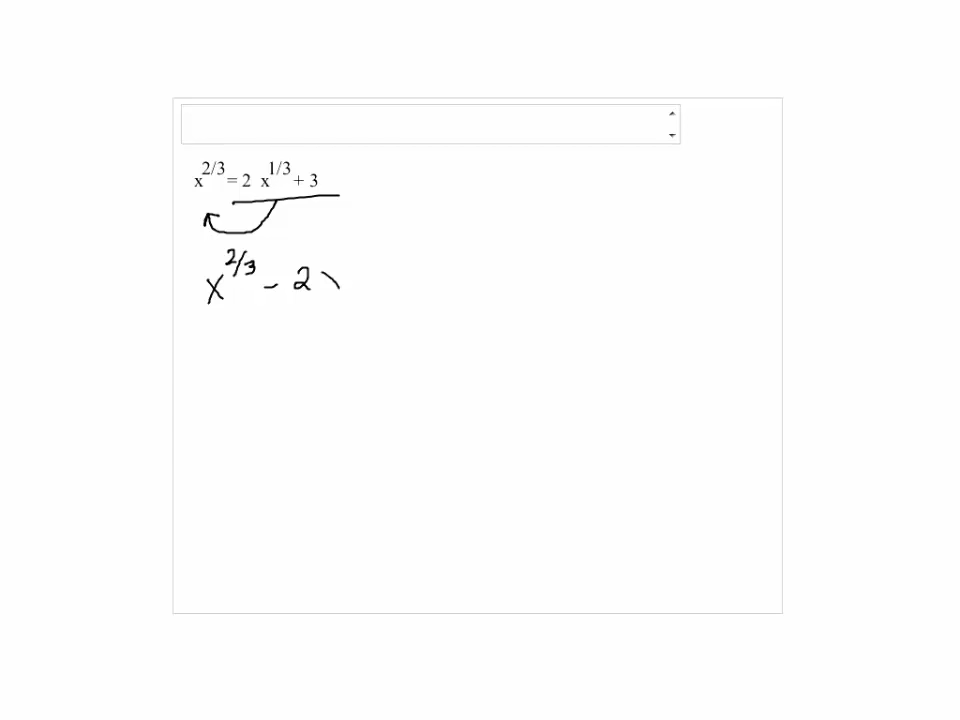 x^2/3 = 2 x^1/3 + 3
x^2/3 - 2